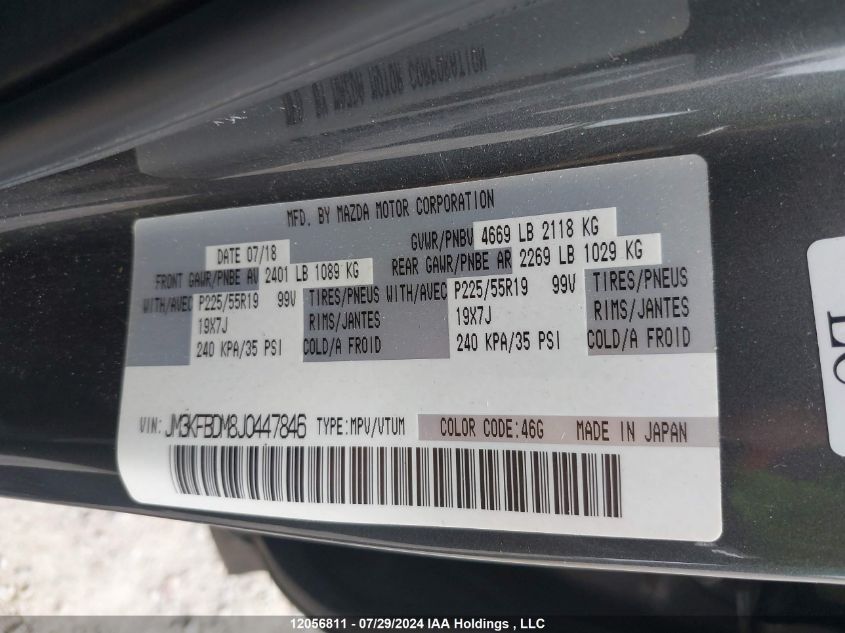 MFD. BY MAZDA MOTOR CORPORATION
DATE 07/18 GVWR/PNBV 4669 LB 2118 KG
FRONT GAWR/PNBE AV 2401 LB 1089 KG REAR GAWR/PNBE AR 2269 LB 1029 KG
WITH/AVEC P225/55R19 99V TIRES/PNEUS WITH/AVEC P225/55R19 99V TIRES/PNEUS
19X7J RIMS/JANTES 19X7J RIMS/JANTES
240 KPA/35 PSI COLD/A FROID 240 KPA/35 PSI COLD/A FROID
VIN: JM3KFBDM8J0447846 TYPE:MPV/VTUM COLOR CODE:46G MADE IN JAPAN
12056811 - 07/29/2024 IAA Holdings , LLC